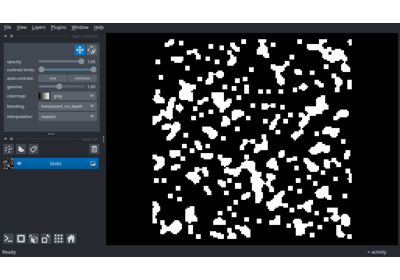 File View Layers Plugins Window Help
opacity: 1.00
contrast limits:
auto-contrast: once continuous
gamma: 1.00
colormap: gray
blending: translucent_no_depth
interpolation: nearest
blobs
Ready
activity